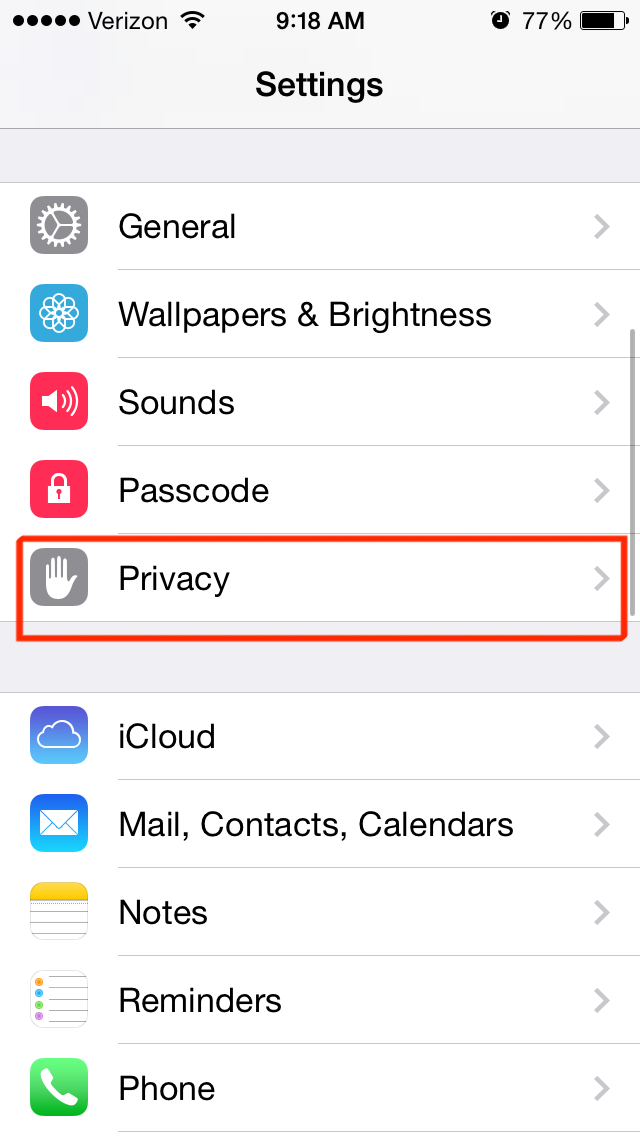 Verizon 9:18 AM 77%
Settings
General
Wallpapers & Brightness
Sounds
Passcode
Privacy
iCloud
Mail, Contacts, Calendars
Notes
Reminders
Phone